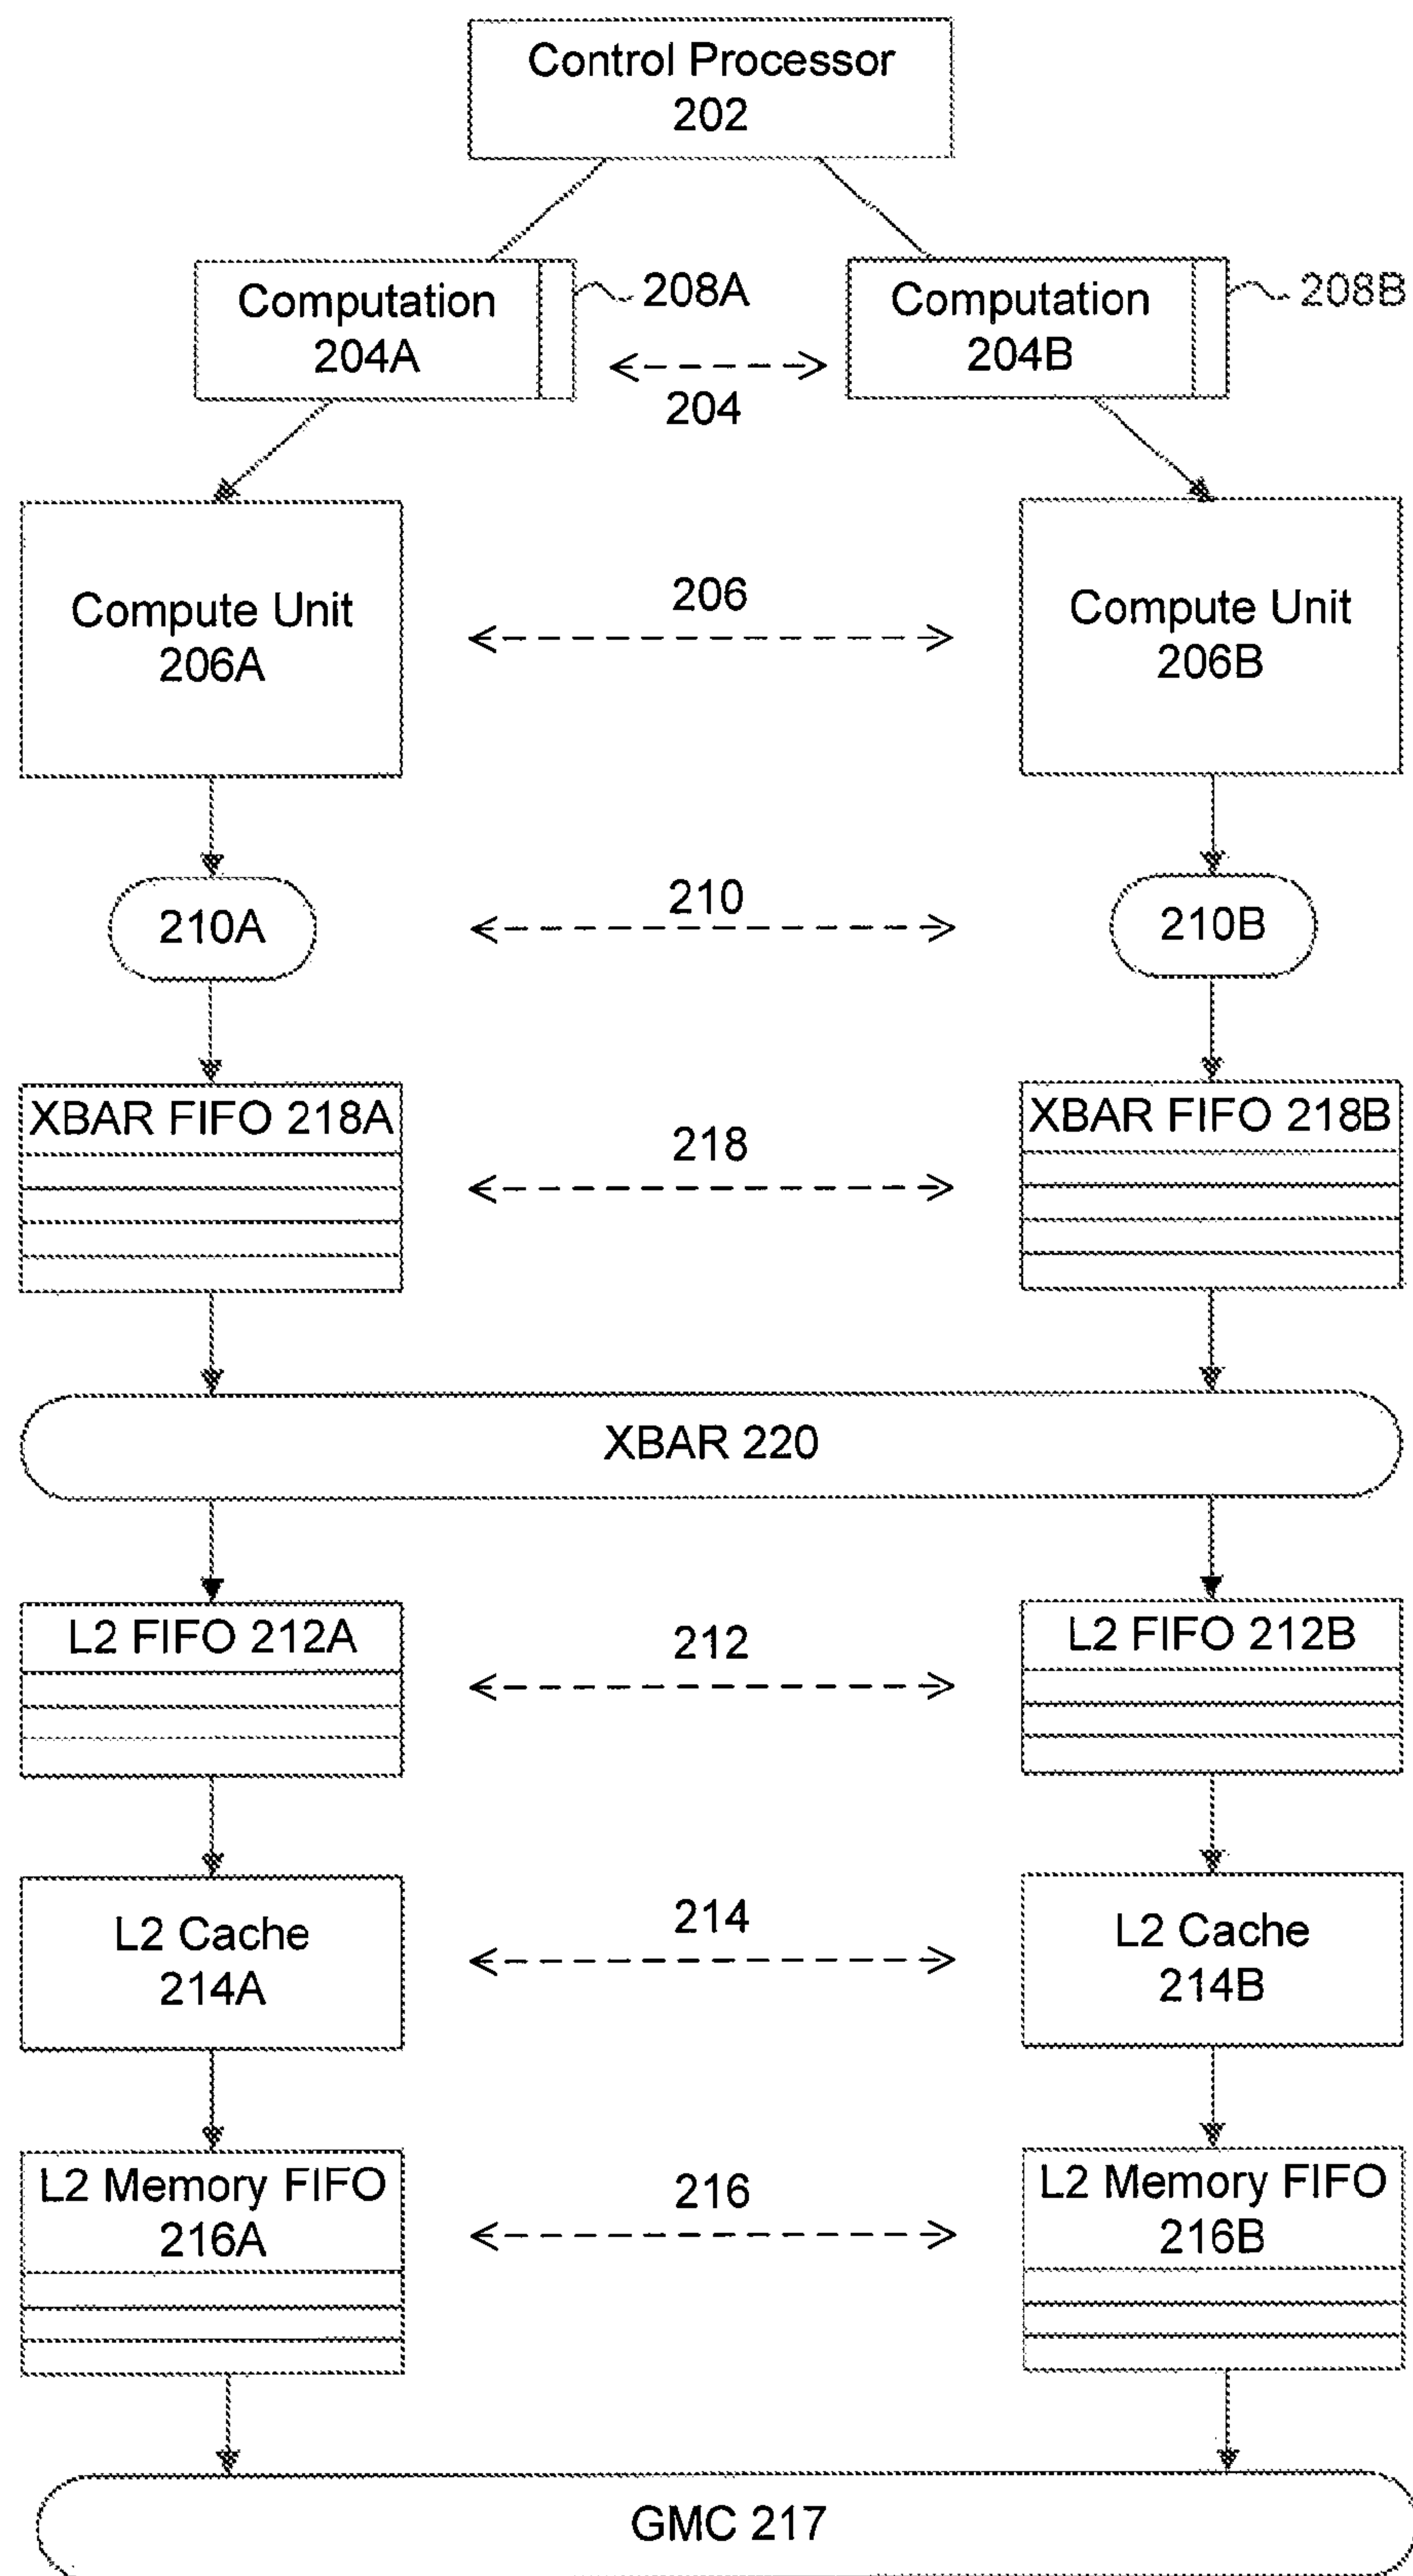 Control Processor
202
Computation
204A
208A
Computation
204B
208B
204
Compute Unit
206A
206
Compute Unit
206B
210A
210
210B
XBAR FIFO 218A
218
XBAR FIFO 218B
XBAR 220
L2 FIFO 212A
212
L2 FIFO 212B
L2 Cache
214A
214
L2 Cache
214B
L2 Memory FIFO
216A
216
L2 Memory FIFO
216B
GMC 217